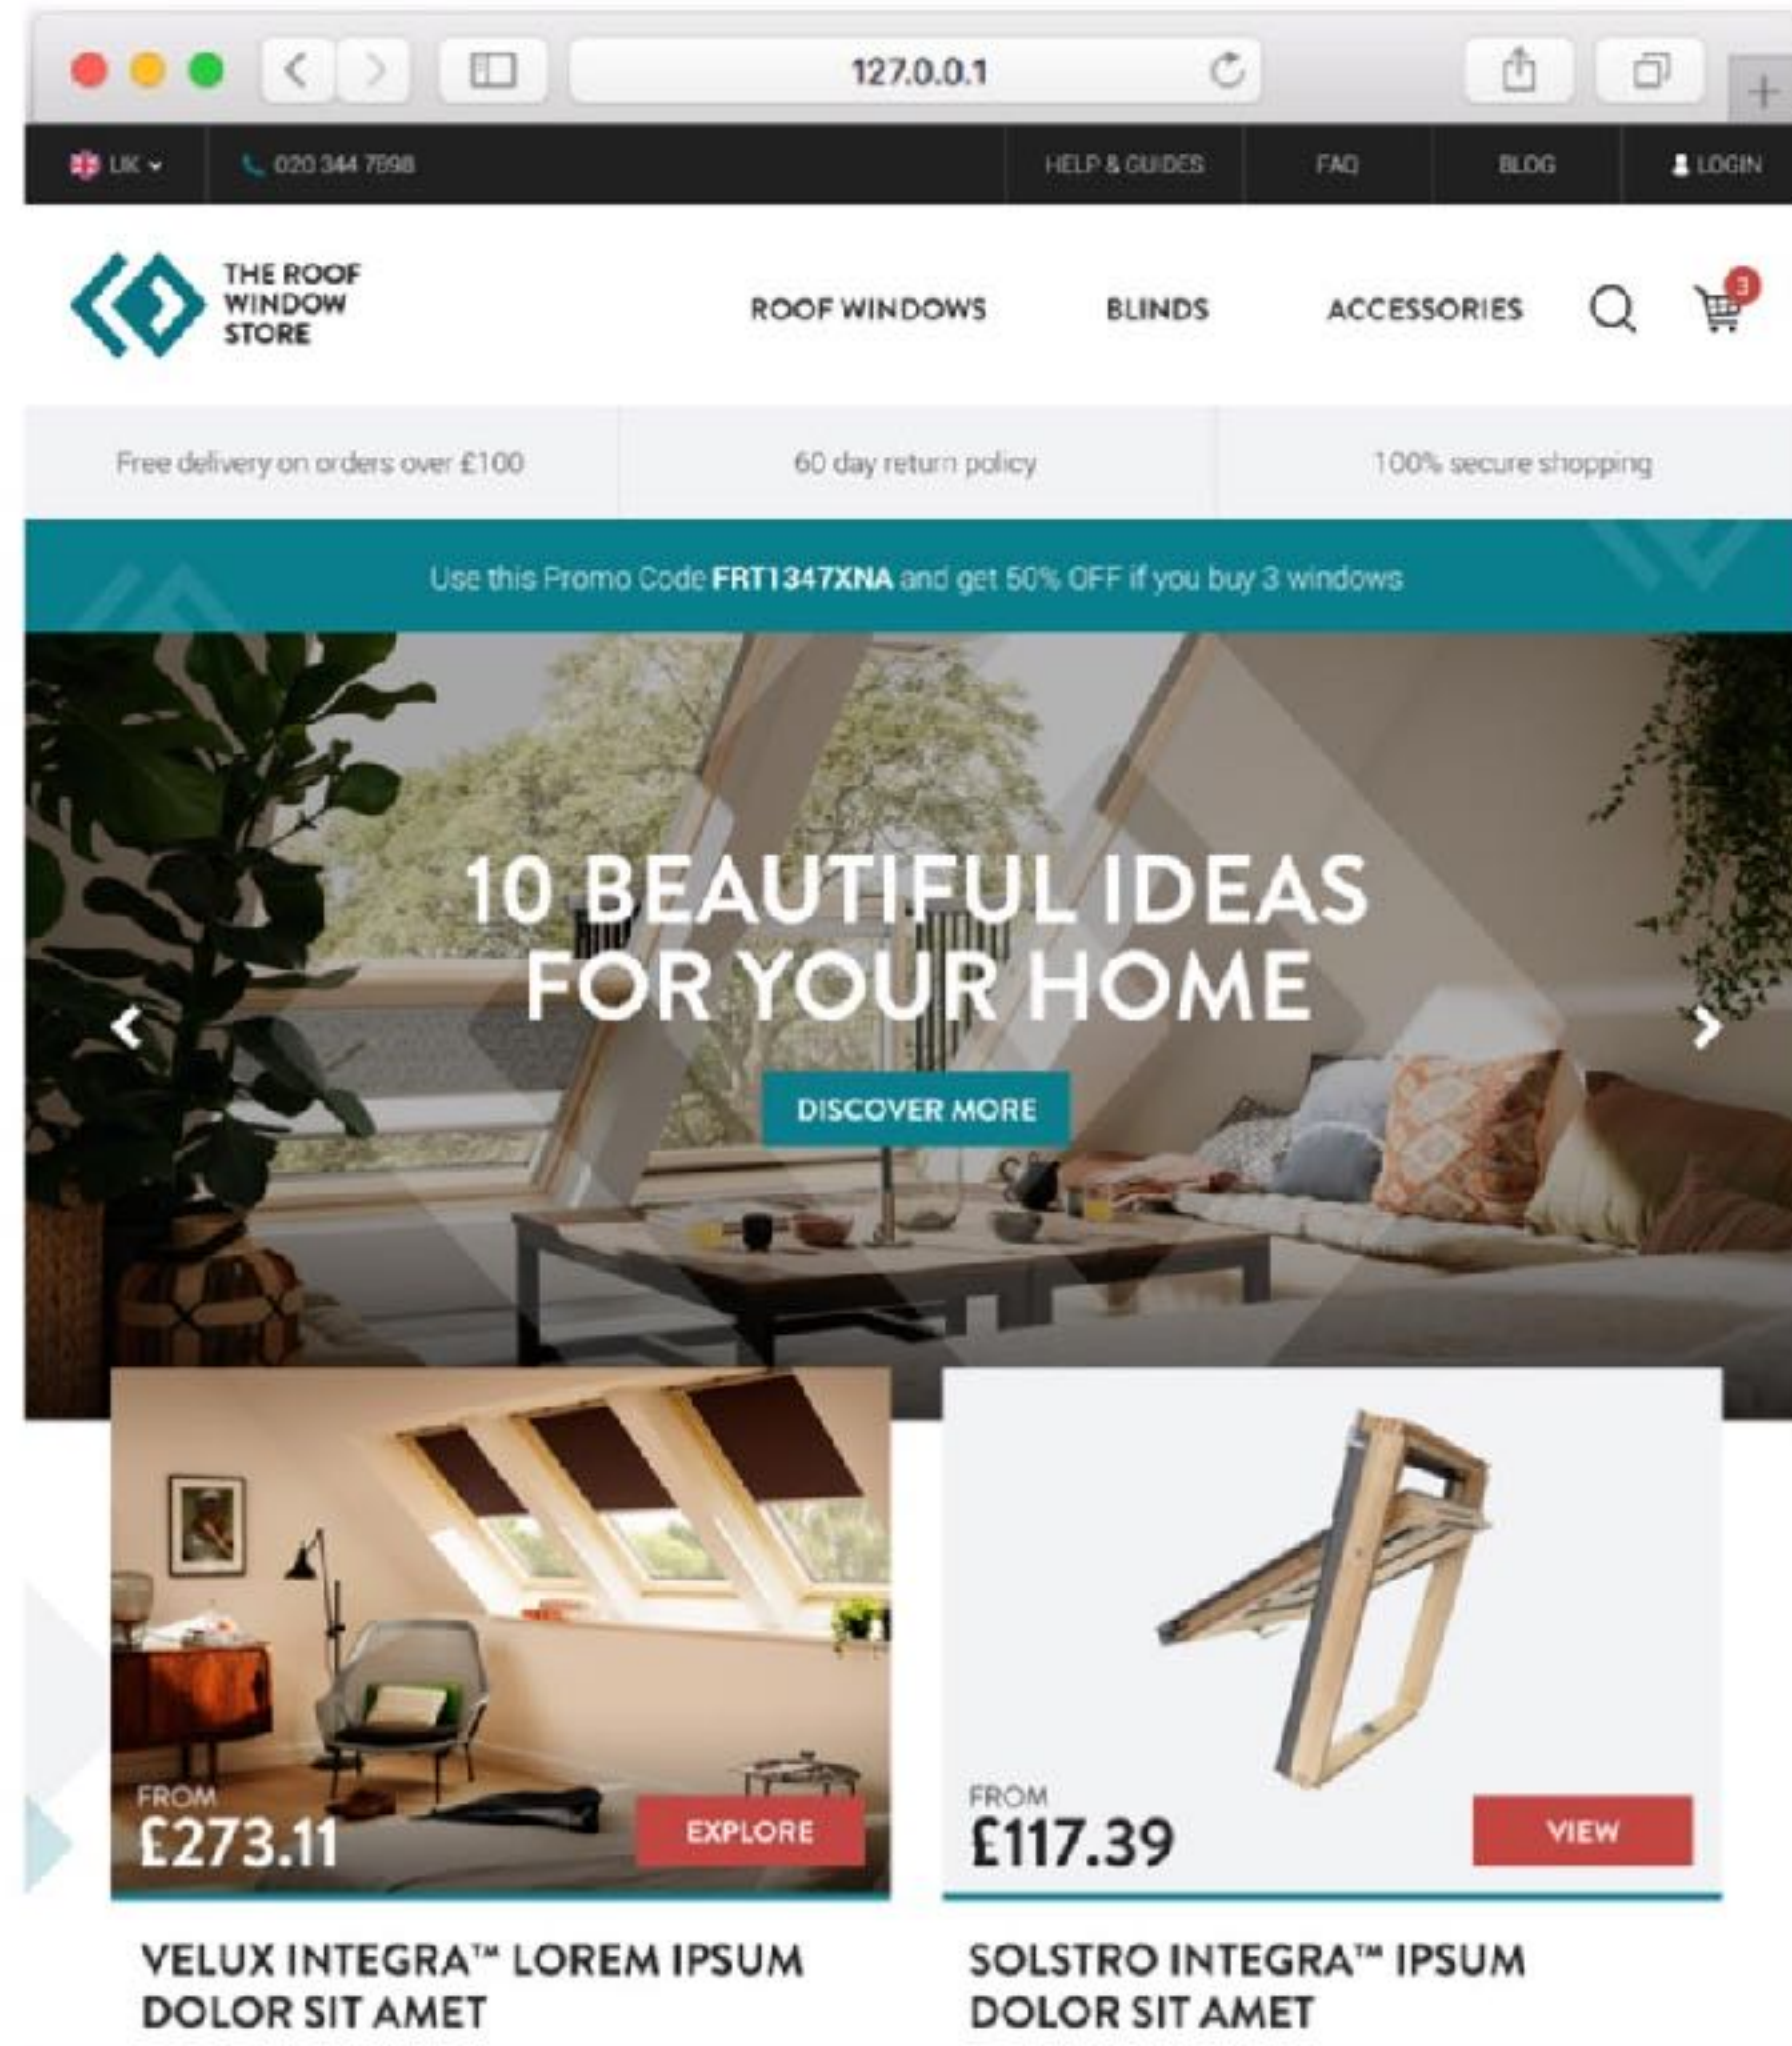 127.0.0.1
UK
020 344 7898
HELP & GUIDES
FAQ
BLOG
LOGIN
THE ROOF
WINDOW
STORE
ROOF WINDOWS
BLINDS
ACCESSORIES
3
Free delivery on orders over £100
60 day return policy
100% secure shopping
Use this Promo Code FRT1347XNA and get 50% OFF if you buy 3 windows
10 BEAUTIFUL IDEAS
FOR YOUR HOME
DISCOVER MORE
FROM
£273.11
EXPLORE
FROM
£117.39
VIEW
VELUX INTEGRA™ LOREM IPSUM
DOLOR SIT AMET
SOLSTRO INTEGRA™ IPSUM
DOLOR SIT AMET